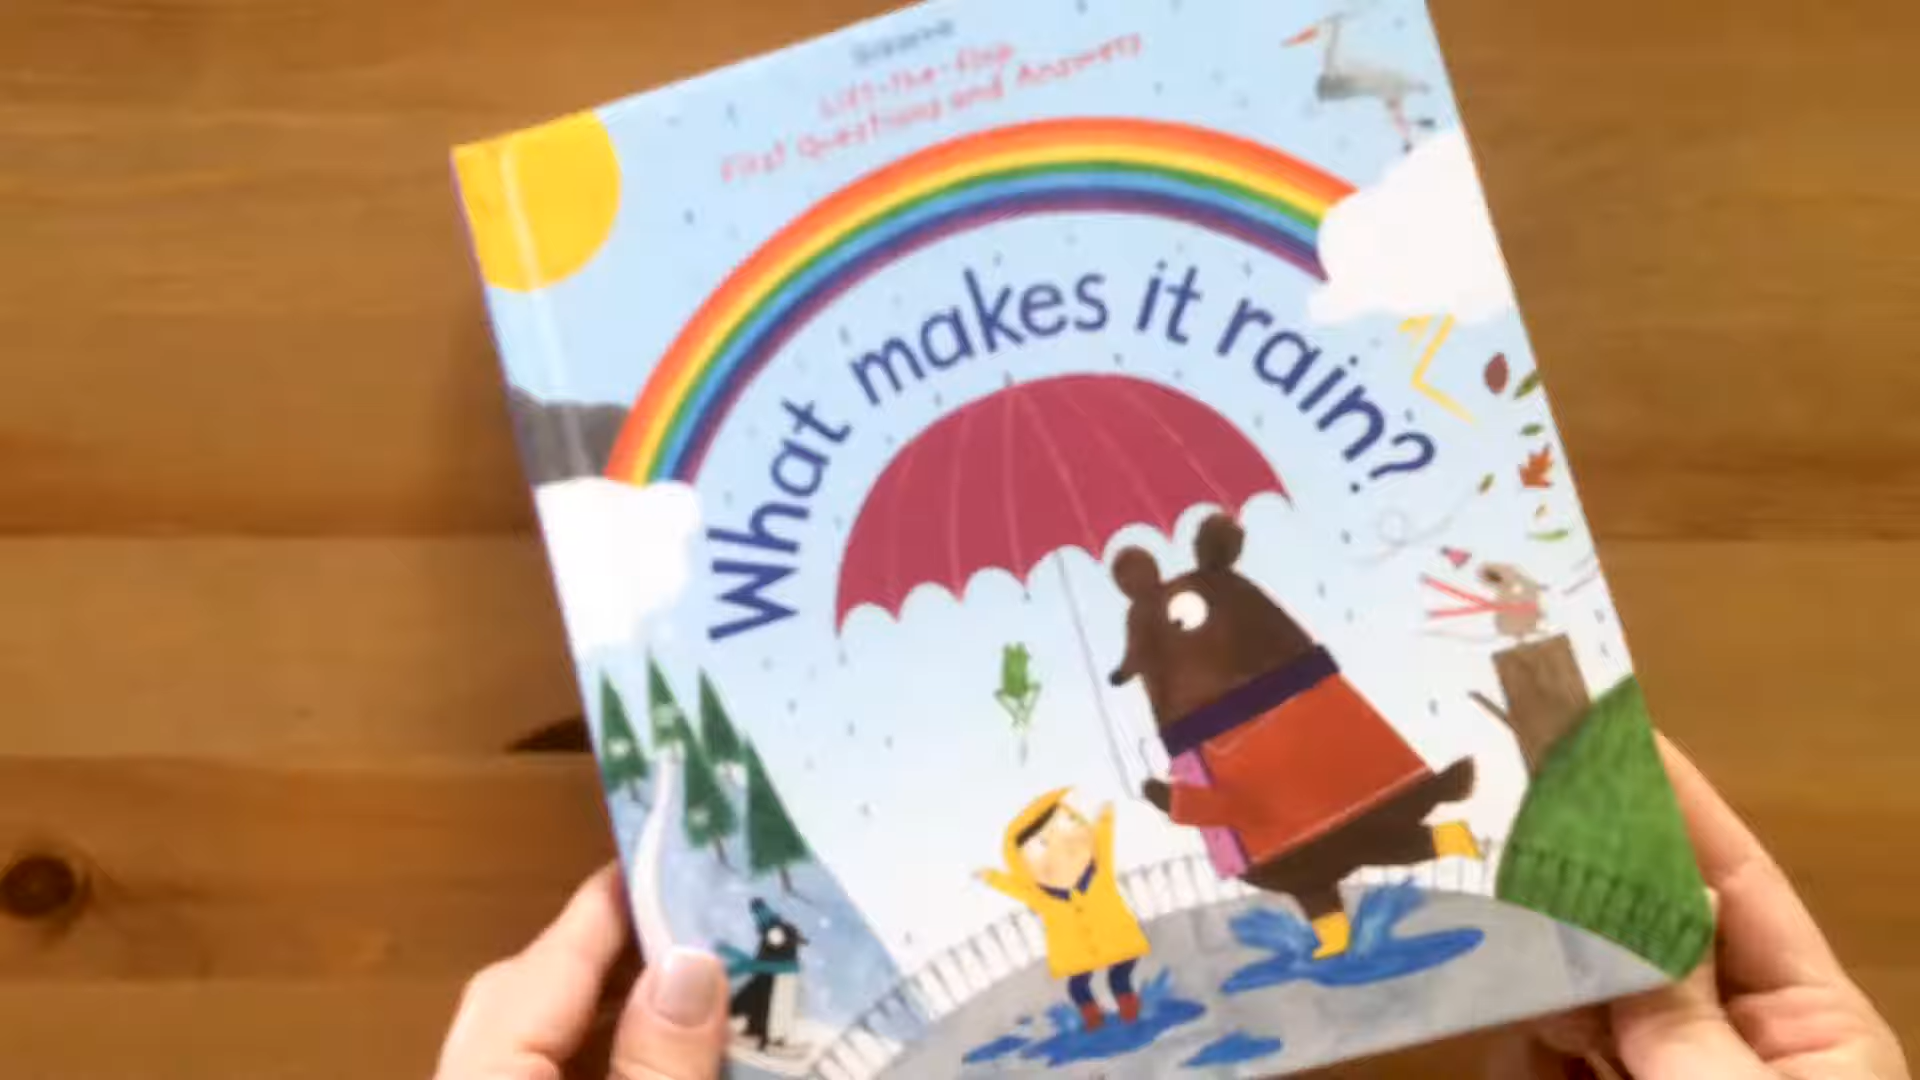 Usborne
Lift-the-flap
First Questions and Answers
What makes it rain?